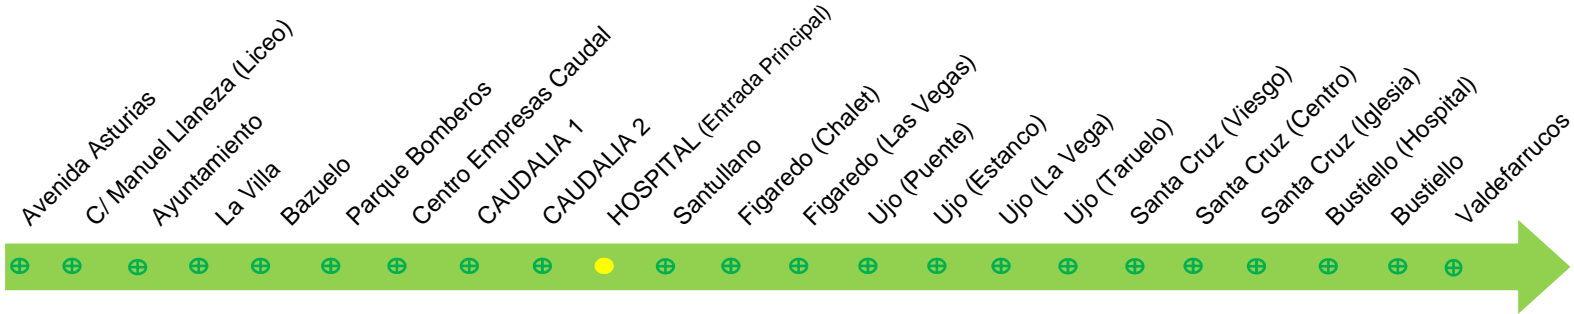 Avenida Asturias
C/ Manuel Llaneza (Liceo)
Ayuntamiento
La Villa
Bazuelo
Parque Bomberos
Centro Empresas Caudal
CAUDALIA 1
CAUDALIA 2
HOSPITAL (Entrada Principal)
Santullano
Figaredo (Chalet)
Figaredo (Las Vegas)
Ujo (Puente)
Ujo (Estanco)
Ujo (La Vega)
Ujo (Taruelo)
Santa Cruz (Viesgo)
Santa Cruz (Centro)
Santa Cruz (Iglesia)
Bustiello (Hospital)
Bustiello
Valdefarrucos